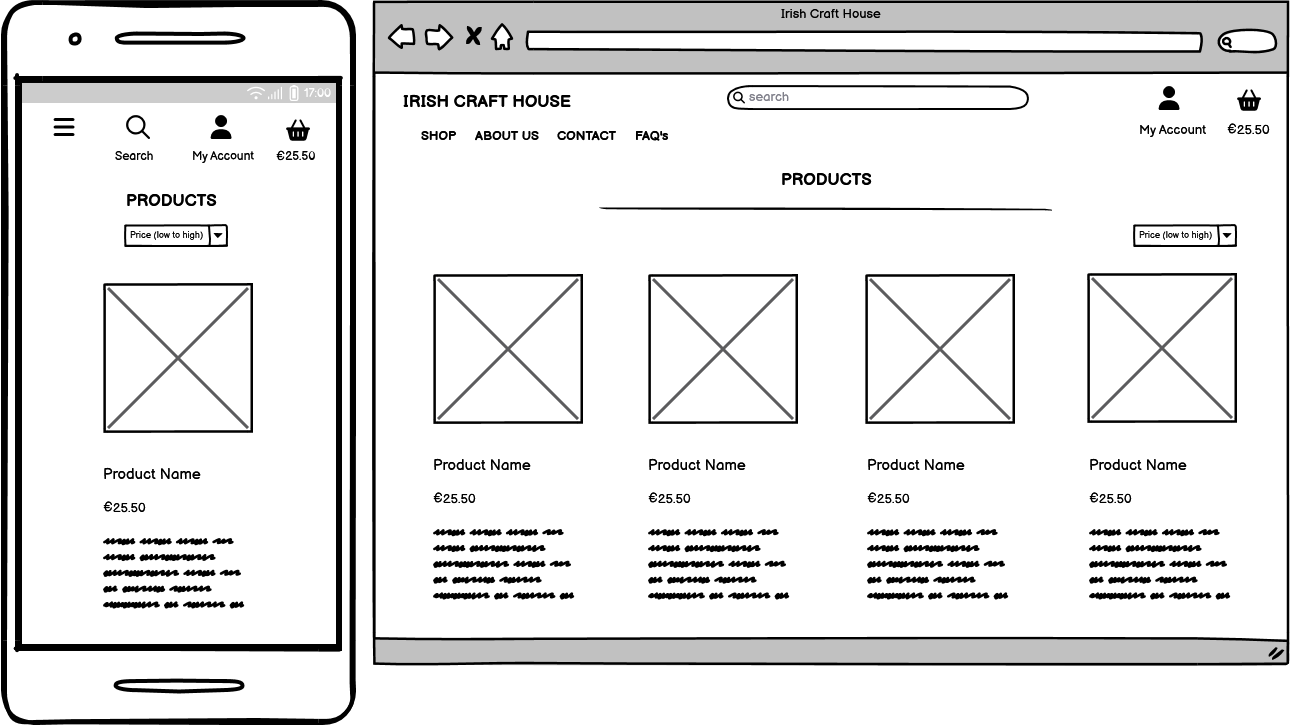 17:00
Search
My Account
€25.50
PRODUCTS
Price (low to high)
Product Name
€25.50
Irish Craft House
IRISH CRAFT HOUSE
search
My Account
€25.50
SHOP ABOUT US CONTACT FAQ's
PRODUCTS
Price (low to high)
Product Name Product Name Product Name Product Name
€25.50 €25.50 €25.50 €25.50